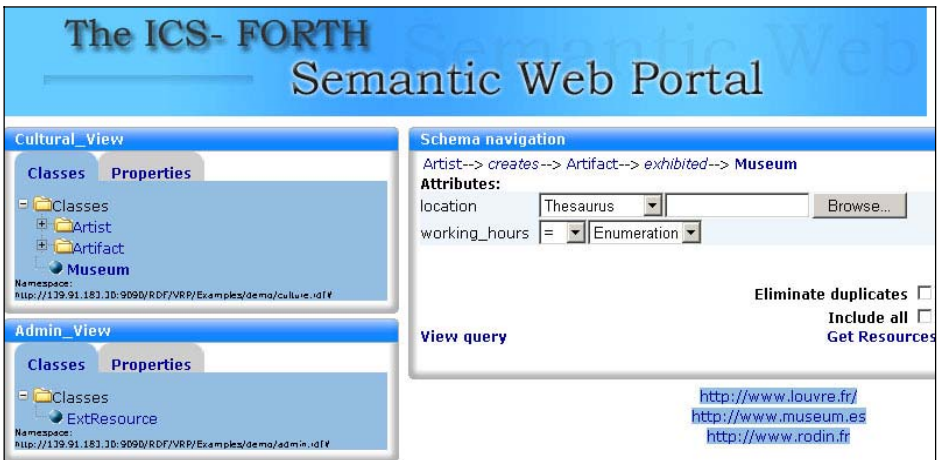 The ICS- FORTH
Semantic Web
Semantic Web Portal
Cultural_View
Classes Properties
Classes
Artist
Artifact
Museum
Namespace:
http://139.91.183.30:9090/RDF/VRP/Examples/demo/culture.rdf#
Admin_View
Classes Properties
Classes
ExtResource
Namespace:
http://139.91.183.30:9090/RDF/VRP/Examples/demo/admin.rdf#
Schema navigation
Artist--> creates--> Artifact--> exhibited--> Museum
Attributes:
location Thesaurus Browse...
working_hours = Enumeration
Eliminate duplicates
Include all
View query Get Resources
http://www.louvre.fr/
http://www.museum.es
http://www.rodin.fr